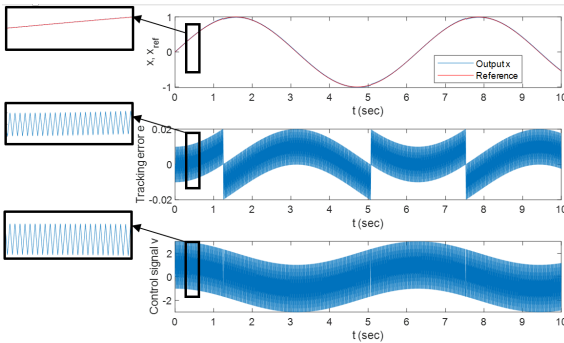 1
0
-1
x, x_ref
Output x
Reference
0 1 2 3 4 5 6 7 8 9 10
t (sec)
0.02
0
-0.02
Tracking error e
0 1 2 3 4 5 6 7 8 9 10
t (sec)
2
0
-2
Control signal v
0 1 2 3 4 5 6 7 8 9 10
t (sec)